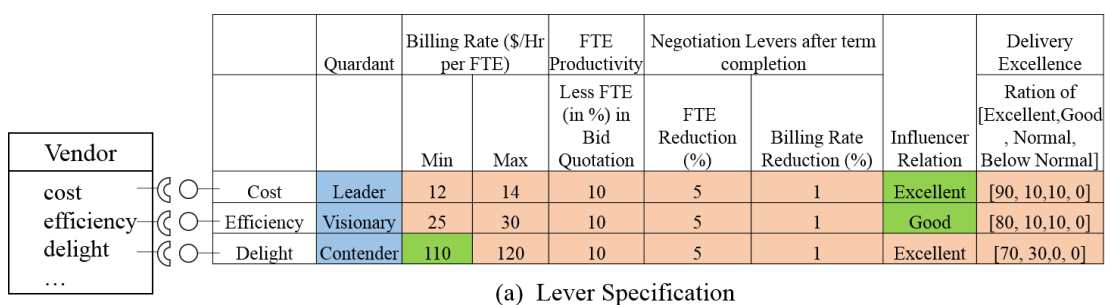 Quardant
Billing Rate ($/Hr
per FTE)
FTE
Productivity
Negotiation Levers after term
completion
Delivery
Excellence
Min
Max
Less FTE
(in %) in
Bid
Quotation
FTE
Reduction
(%)
Billing Rate
Reduction (%)
Influencer
Relation
Ration of
[Excellent,Good
, Normal,
Below Normal]
Vendor
cost
efficiency
delight
...
Cost Leader 12 14 10 5 1 Excellent [90, 10,10, 0]
Efficiency Visionary 25 30 10 5 1 Good [80, 10,10, 0]
Delight Contender 110 120 10 5 1 Excellent [70, 30,0, 0]
(a) Lever Specification